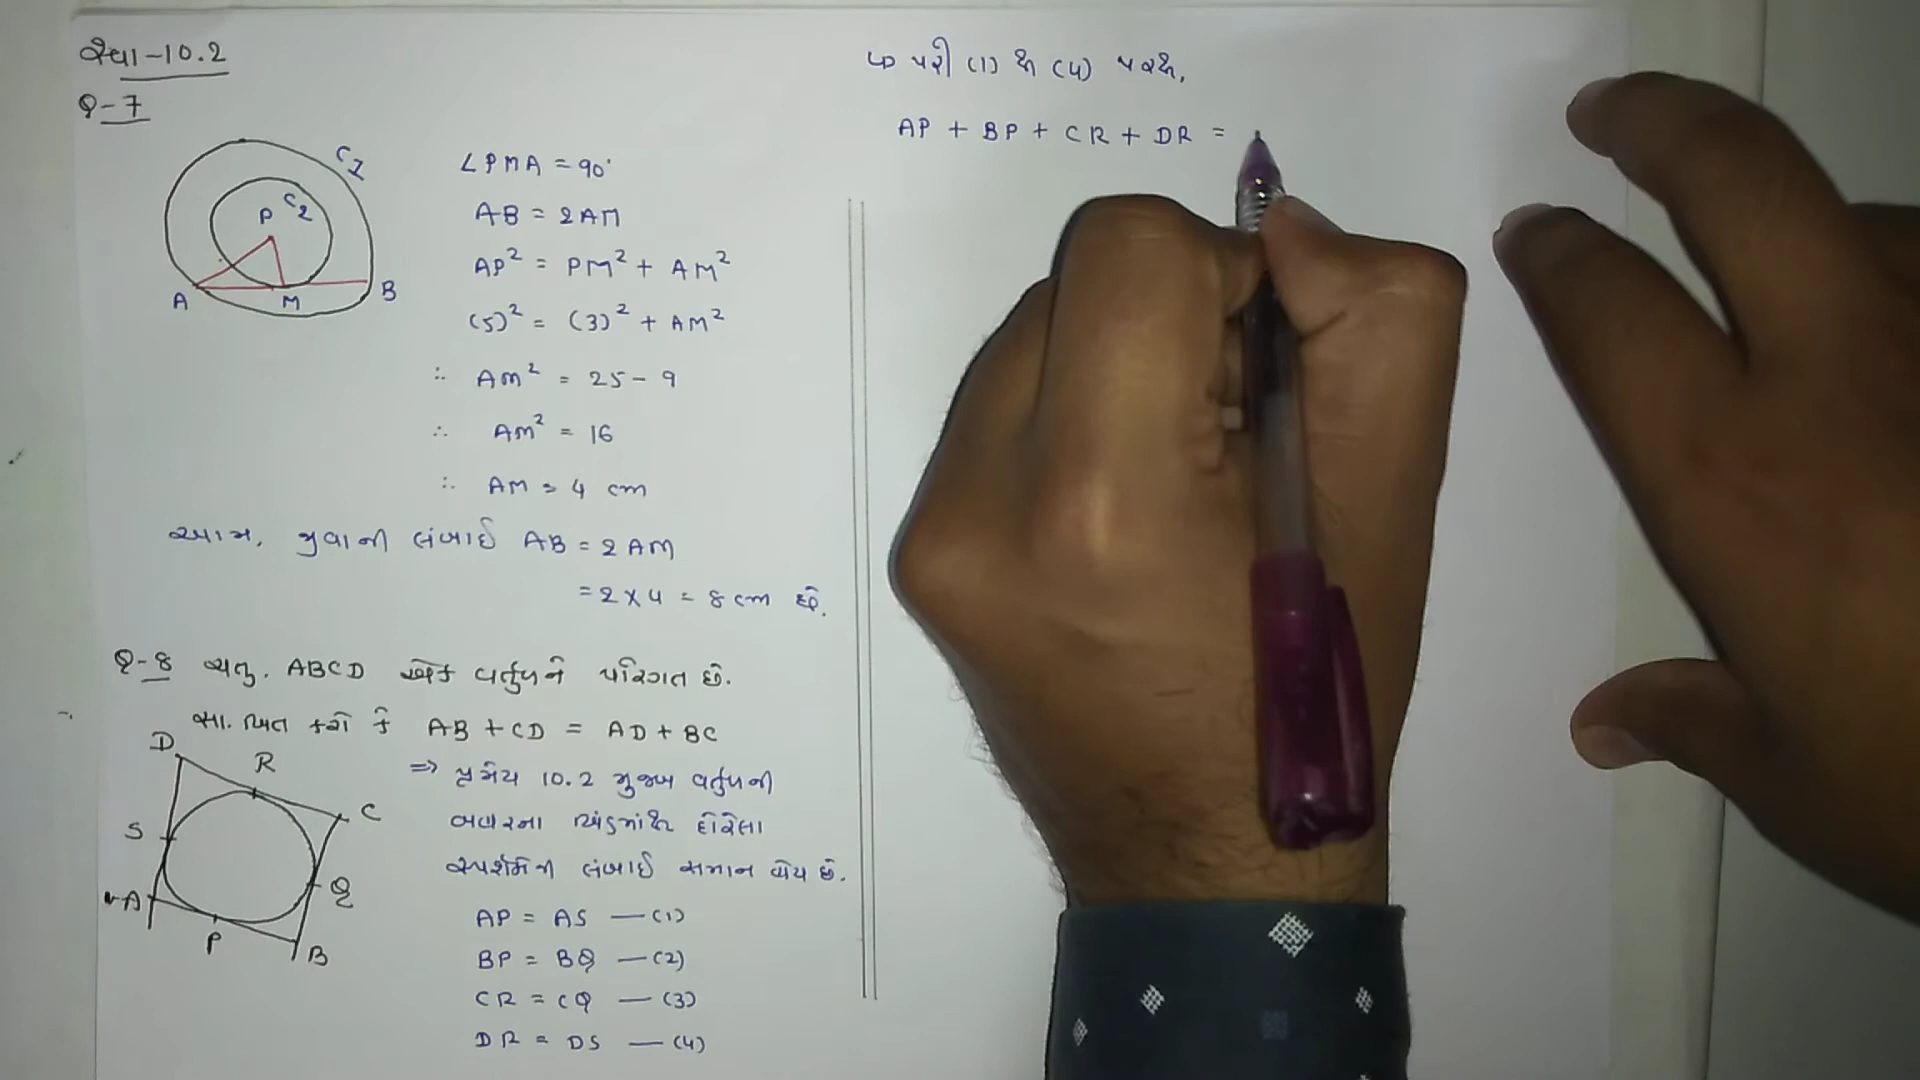 સ્વા-10.2
Q-7
C1
C2
P
A
M
B
∠PMA = 90°
AB = 2AM
AP² = PM² + AM²
(5)² = (3)² + AM²
∴ AM² = 25 - 9
∴ AM² = 16
∴ AM = 4 cm
આમ, જીવાની લંબાઈ AB = 2AM
= 2 × 4 = 8 cm છે.
Q-8 ચતુ. ABCD એક વર્તુળને પરિગત છે.
સાબિત કરો કે AB + CD = AD + BC
D
R
C
S
Q
A
P
B
⇒ પ્રમેય 10.2 મુજબ વર્તુળની
બહારના બિંદુમાંથી દોરેલા
સ્પર્શકની લંબાઈ સમાન હોય છે.
AP = AS —(1)
BP = BQ —(2)
CR = CQ —(3)
DR = DS —(4)
પરી (1) થી (4) પરથી,
AP + BP + CR + DR =